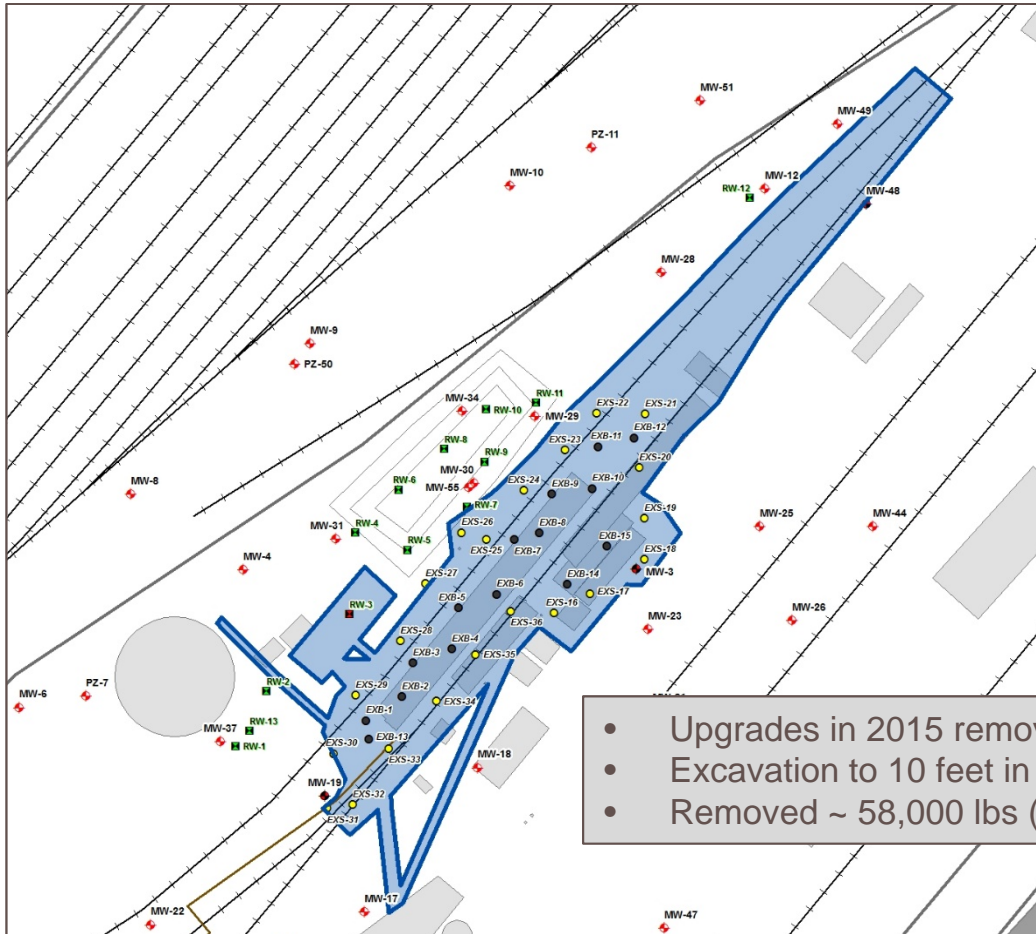 MW-51
MW-49
PZ-11
MW-10
MW-12
RW-12
MW-48
MW-28
MW-9
PZ-50
RW-11
MW-34
RW-10
MW-29
EXS-22
EXS-21
EXB-12
EXB-11
RW-8
EXS-23
RW-9
EXS-20
MW-30
MW-55
RW-6
EXS-24
EXB-9
EXB-10
MW-8
RW-7
EXS-19
RW-4
EXS-26
EXB-8
MW-25
MW-44
MW-31
EXS-25
EXB-7
RW-5
EXB-15
EXS-18
MW-4
MW-3
EXS-27
EXB-14
EXB-6
EXS-17
EXB-5
RW-3
EXS-36
EXS-16
MW-23
MW-26
EXS-28
EXB-4
EXS-35
EXB-3
RW-2
PZ-7
EXS-29
EXB-2
EXS-34
MW-6
EXB-1
RW-13
MW-37
RW-1
EXB-13
EXS-30
EXS-33
MW-18
MW-19
EXS-32
EXS-31
• Upgrades in 2015 remov
• Excavation to 10 feet in
• Removed ~ 58,000 lbs (
MW-17
MW-22
MW-47